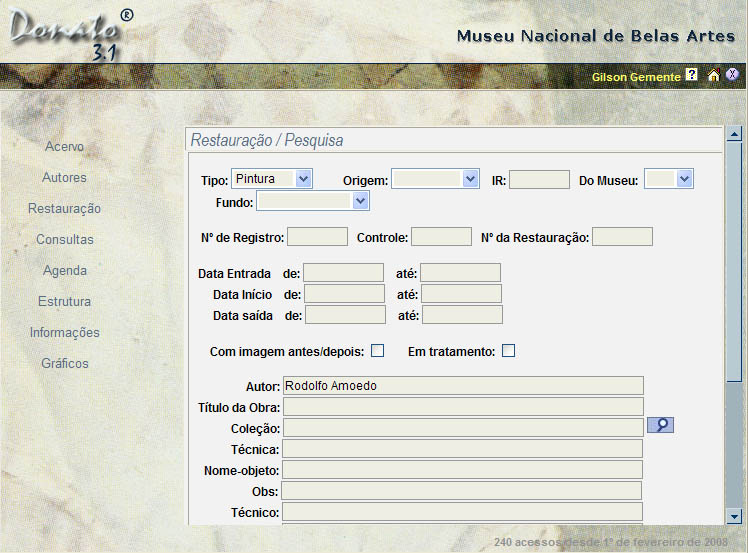 Donato ®
3.1
Museu Nacional de Belas Artes
Gilson Gemente ? X
Acervo
Autores
Restauração
Consultas
Agenda
Estrutura
Informações
Gráficos
Restauração / Pesquisa
Tipo: Pintura Origem: IR: Do Museu:
Fundo:
Nº de Registro: Controle: Nº da Restauração:
Data Entrada de: até:
Data Início de: até:
Data saída de: até:
Com imagem antes/depois: Em tratamento:
Autor: Rodolfo Amoedo
Título da Obra:
Coleção:
Técnica:
Nome-objeto:
Obs:
Técnico:
240 acessos desde 1º de fevereiro de 2008